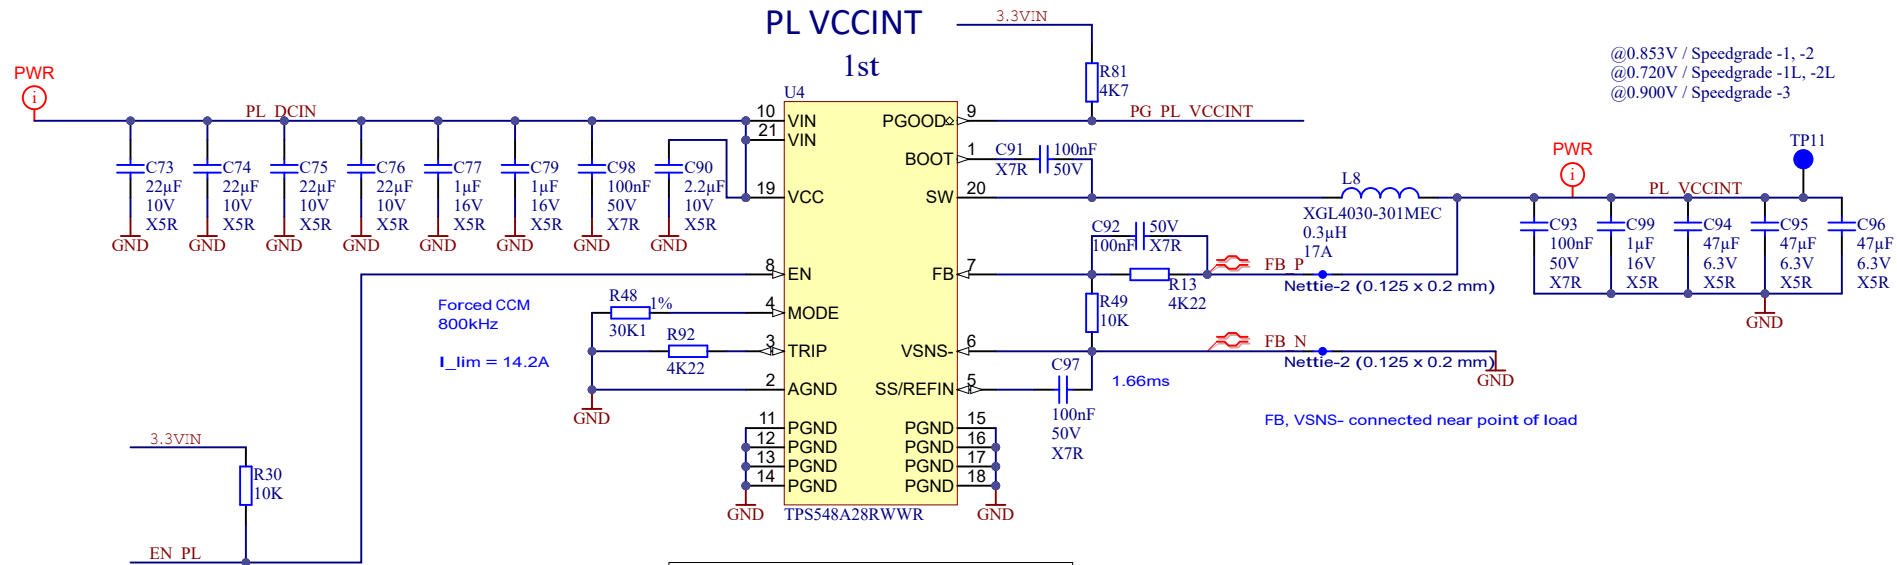 PL VCCINT
1st
3.3VIN
@0.853V / Speedgrade -1, -2
@0.720V / Speedgrade -1L, -2L
@0.900V / Speedgrade -3
PWR
i
PL_DCIN
U4
R81
4K7
PG_PL_VCCINT
TP11
10
VIN
21
VIN
19
VCC
8
EN
4
MODE
3
TRIP
2
AGND
11
PGND
12
PGND
13
PGND
14
PGND
PGOOD
9
BOOT
1
SW
20
FB
7
VSNS-
6
SS/REFIN
5
PGND
15
PGND
16
PGND
17
PGND
18
TPS548A28RWWR
C73
22µF
10V
X5R
GND
C74
22µF
10V
X5R
GND
C75
22µF
10V
X5R
GND
C76
22µF
10V
X5R
GND
C77
1µF
16V
X5R
GND
C79
1µF
16V
X5R
GND
C98
100nF
50V
X7R
GND
C90
2.2µF
10V
X5R
GND
C91
100nF
X7R
50V
L8
XGL4030-301MEC
0.3µH
17A
PWR
i
PL_VCCINT
C93
100nF
50V
X7R
C99
1µF
16V
X5R
C94
47µF
6.3V
X5R
C95
47µF
6.3V
X5R
C96
47µF
6.3V
X5R
GND
C92
50V
100nF
X7R
R13
4K22
FB_P
Nettie-2 (0.125 x 0.2 mm)
R49
10K
FB_N
Nettie-2 (0.125 x 0.2 mm)
GND
C97
100nF
50V
X7R
1.66ms
FB, VSNS- connected near point of load
Forced CCM
800kHz
I_lim = 14.2A
R48
1%
30K1
R92
4K22
GND
GND
GND
3.3VIN
R30
10K
EN_PL